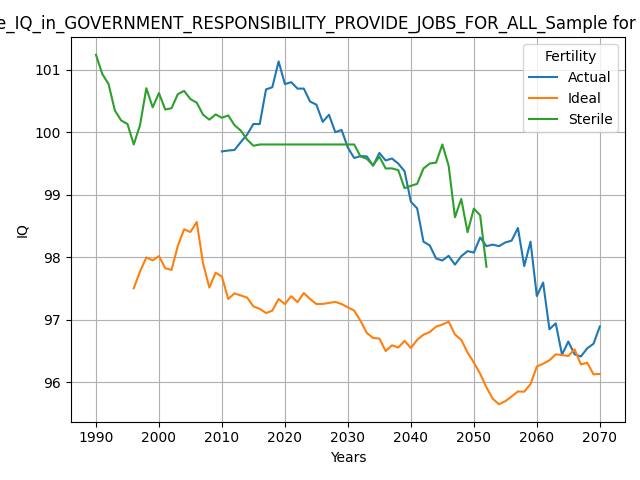 e_IQ_in_GOVERNMENT_RESPONSIBILITY_PROVIDE_JOBS_FOR_ALL_Sample for
Fertility
Actual
Ideal
Sterile
IQ
101
100
99
98
97
96
1990 2000 2010 2020 2030 2040 2050 2060 2070
Years